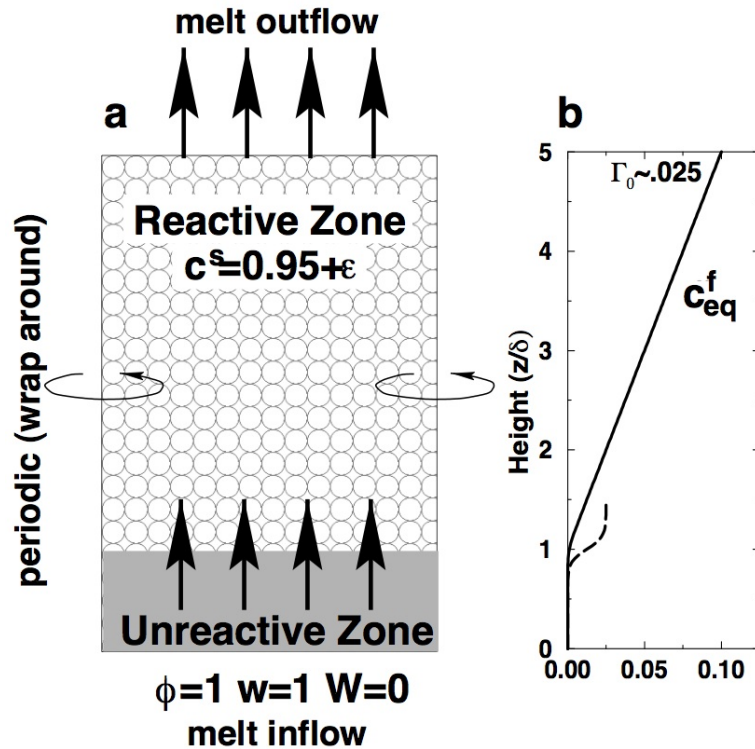 melt outflow
a
Reactive Zone
cˢ=0.95+ε
periodic (wrap around)
Unreactive Zone
ϕ=1 w=1 W=0
melt inflow
b
Γ₀~.025
c_eq^f
Height (z/δ)
5
4
3
2
1
0
0.00 0.05 0.10